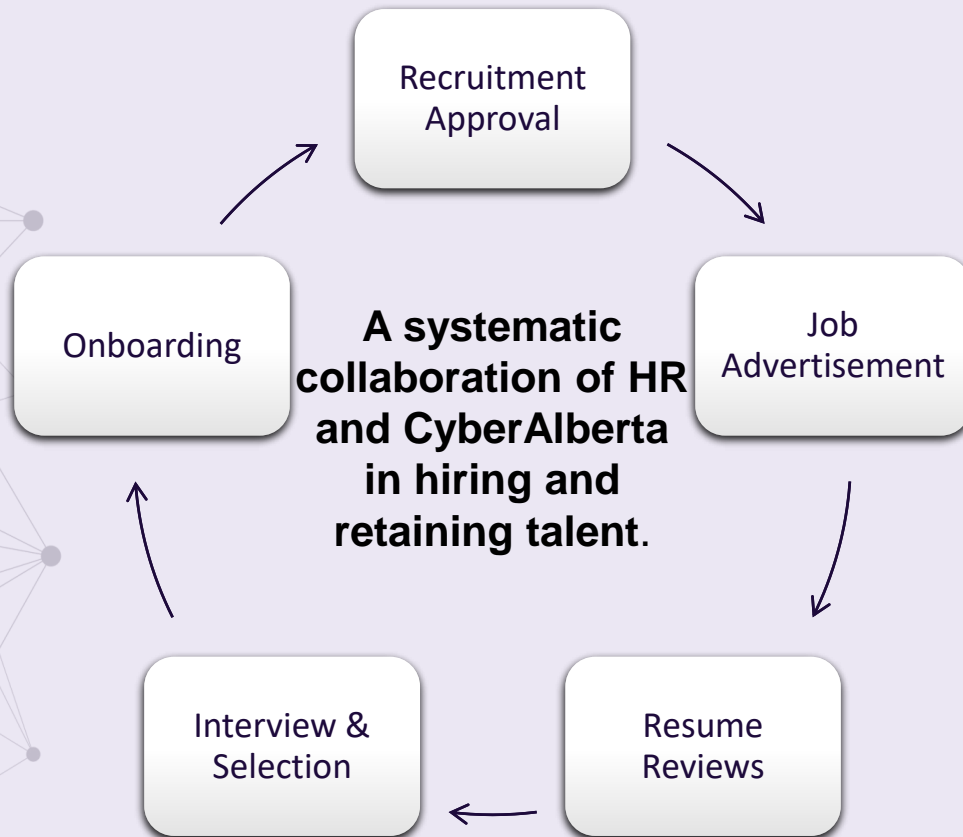 Recruitment
Approval
Job
Advertisement
Resume
Reviews
Interview &
Selection
Onboarding
A systematic
collaboration of HR
and CyberAlberta
in hiring and
retaining talent.